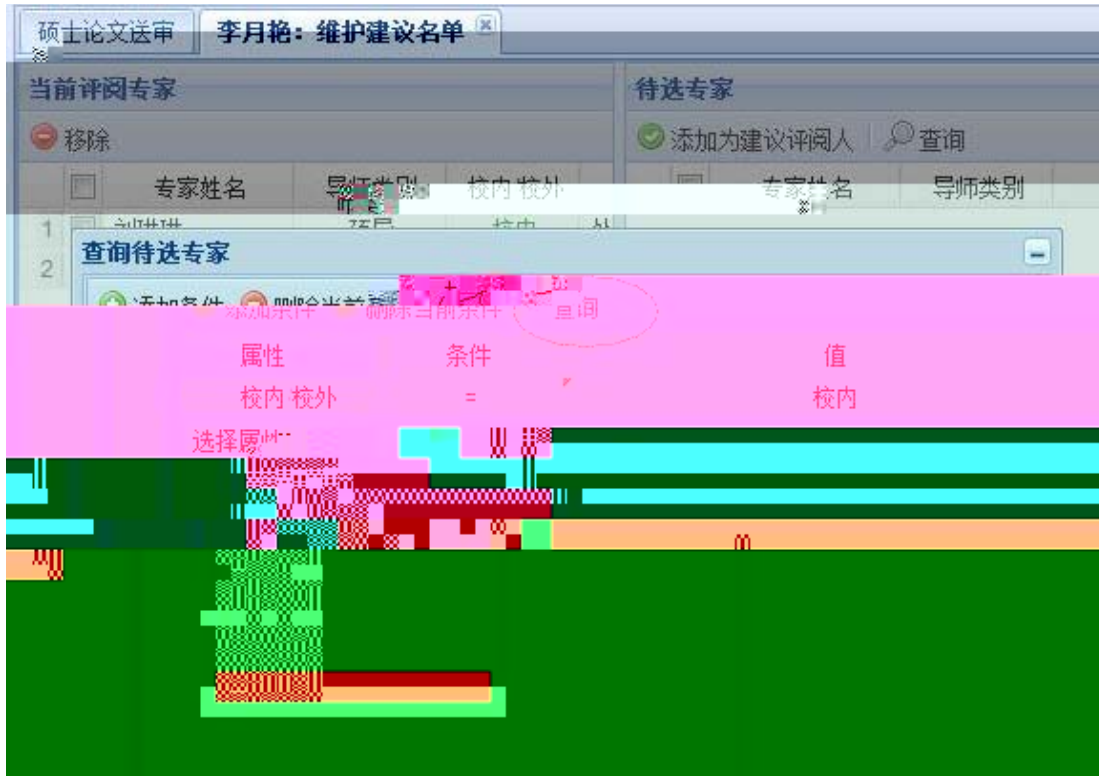 硕士论文送审 李月艳：维护建议名单
当前评阅专家 待选专家
移除 添加为建议评阅人 查询
专家姓名 导师类别 校内 校外 专家姓名 导师类别
1
2
查询待选专家
添加条件 删除当前条件 查询
属性 条件 值
校内 校外 = 校内
选择属性